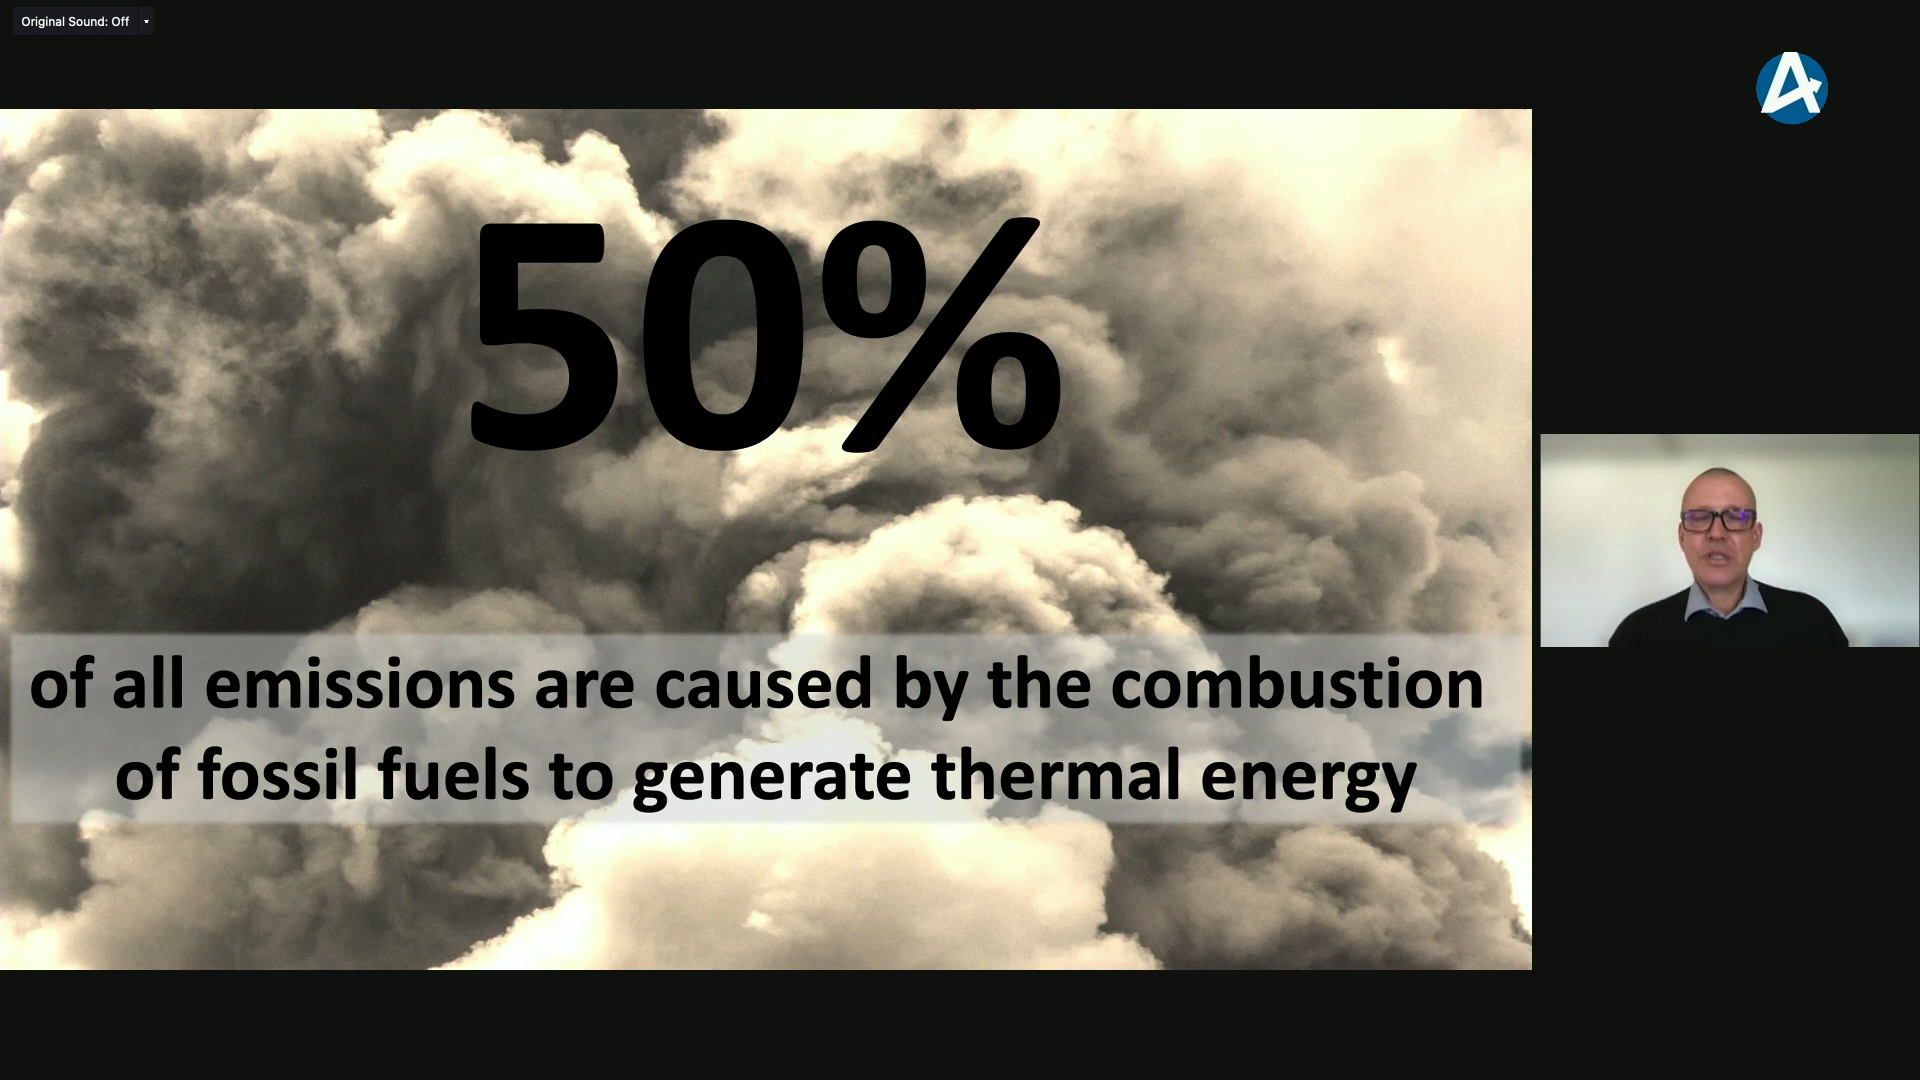 Original Sound: Off
50%
of all emissions are caused by the combustion
of fossil fuels to generate thermal energy